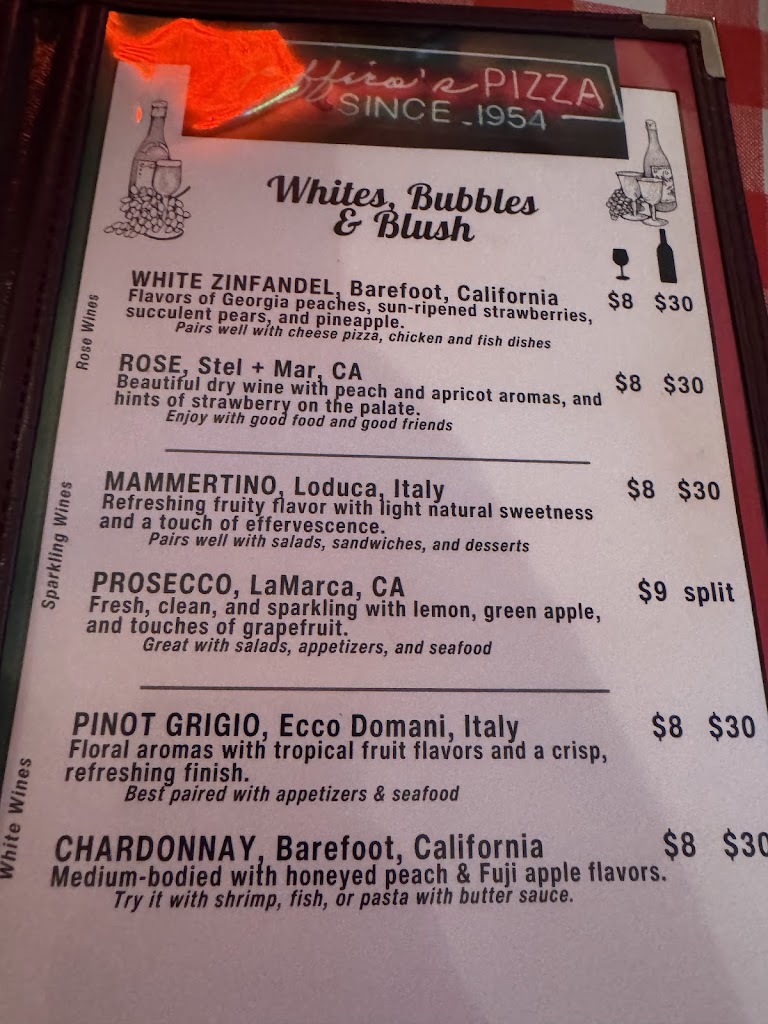 PIZZA
SINCE 1954
Whites, Bubbles
& Blush
Rose Wines
WHITE ZINFANDEL, Barefoot, California $8 $30
Flavors of Georgia peaches, sun-ripened strawberries,
succulent pears, and pineapple.
Pairs well with cheese pizza, chicken and fish dishes
ROSE, Stel + Mar, CA $8 $30
Beautiful dry wine with peach and apricot aromas, and
hints of strawberry on the palate.
Enjoy with good food and good friends
Sparkling Wines
MAMMERTINO, Loduca, Italy $8 $30
Refreshing fruity flavor with light natural sweetness
and a touch of effervescence.
Pairs well with salads, sandwiches, and desserts
PROSECCO, LaMarca, CA $9 split
Fresh, clean, and sparkling with lemon, green apple,
and touches of grapefruit.
Great with salads, appetizers, and seafood
White Wines
PINOT GRIGIO, Ecco Domani, Italy $8 $30
Floral aromas with tropical fruit flavors and a crisp,
refreshing finish.
Best paired with appetizers & seafood
CHARDONNAY, Barefoot, California $8 $30
Medium-bodied with honeyed peach & Fuji apple flavors.
Try it with shrimp, fish, or pasta with butter sauce.